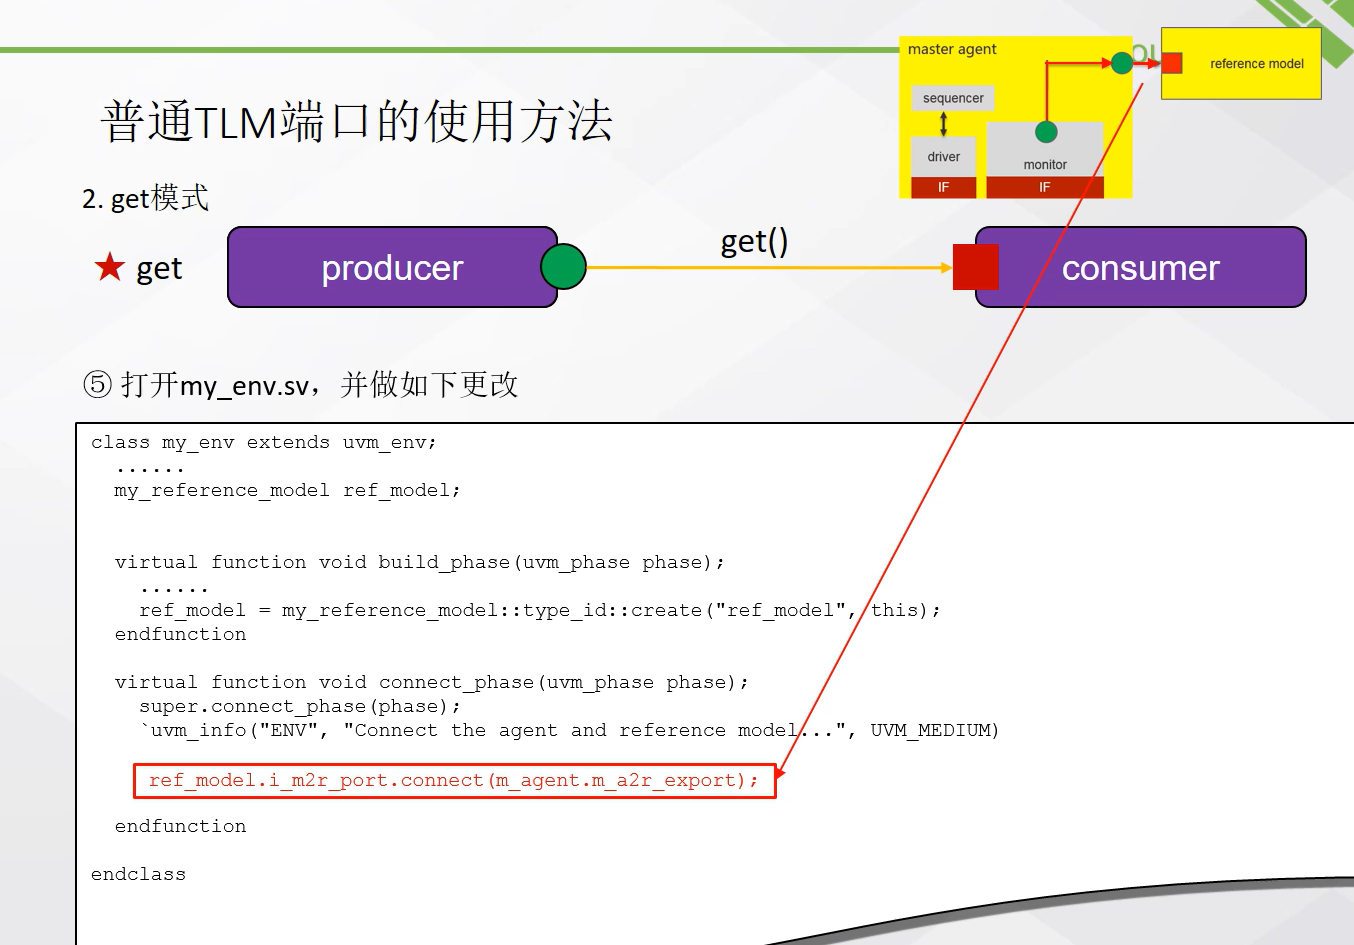 master agent
reference model
sequencer
driver
monitor
IF
IF
普通TLM端口的使用方法
2. get模式
get()
★ get
producer
consumer
⑤ 打开my_env.sv，并做如下更改
class my_env extends uvm_env;
......
my_reference_model ref_model;
virtual function void build_phase(uvm_phase phase);
......
ref_model = my_reference_model::type_id::create("ref_model", this);
endfunction
virtual function void connect_phase(uvm_phase phase);
super.connect_phase(phase);
`uvm_info("ENV", "Connect the agent and reference model...", UVM_MEDIUM)
ref_model.i_m2r_port.connect(m_agent.m_a2r_export);
endfunction
endclass